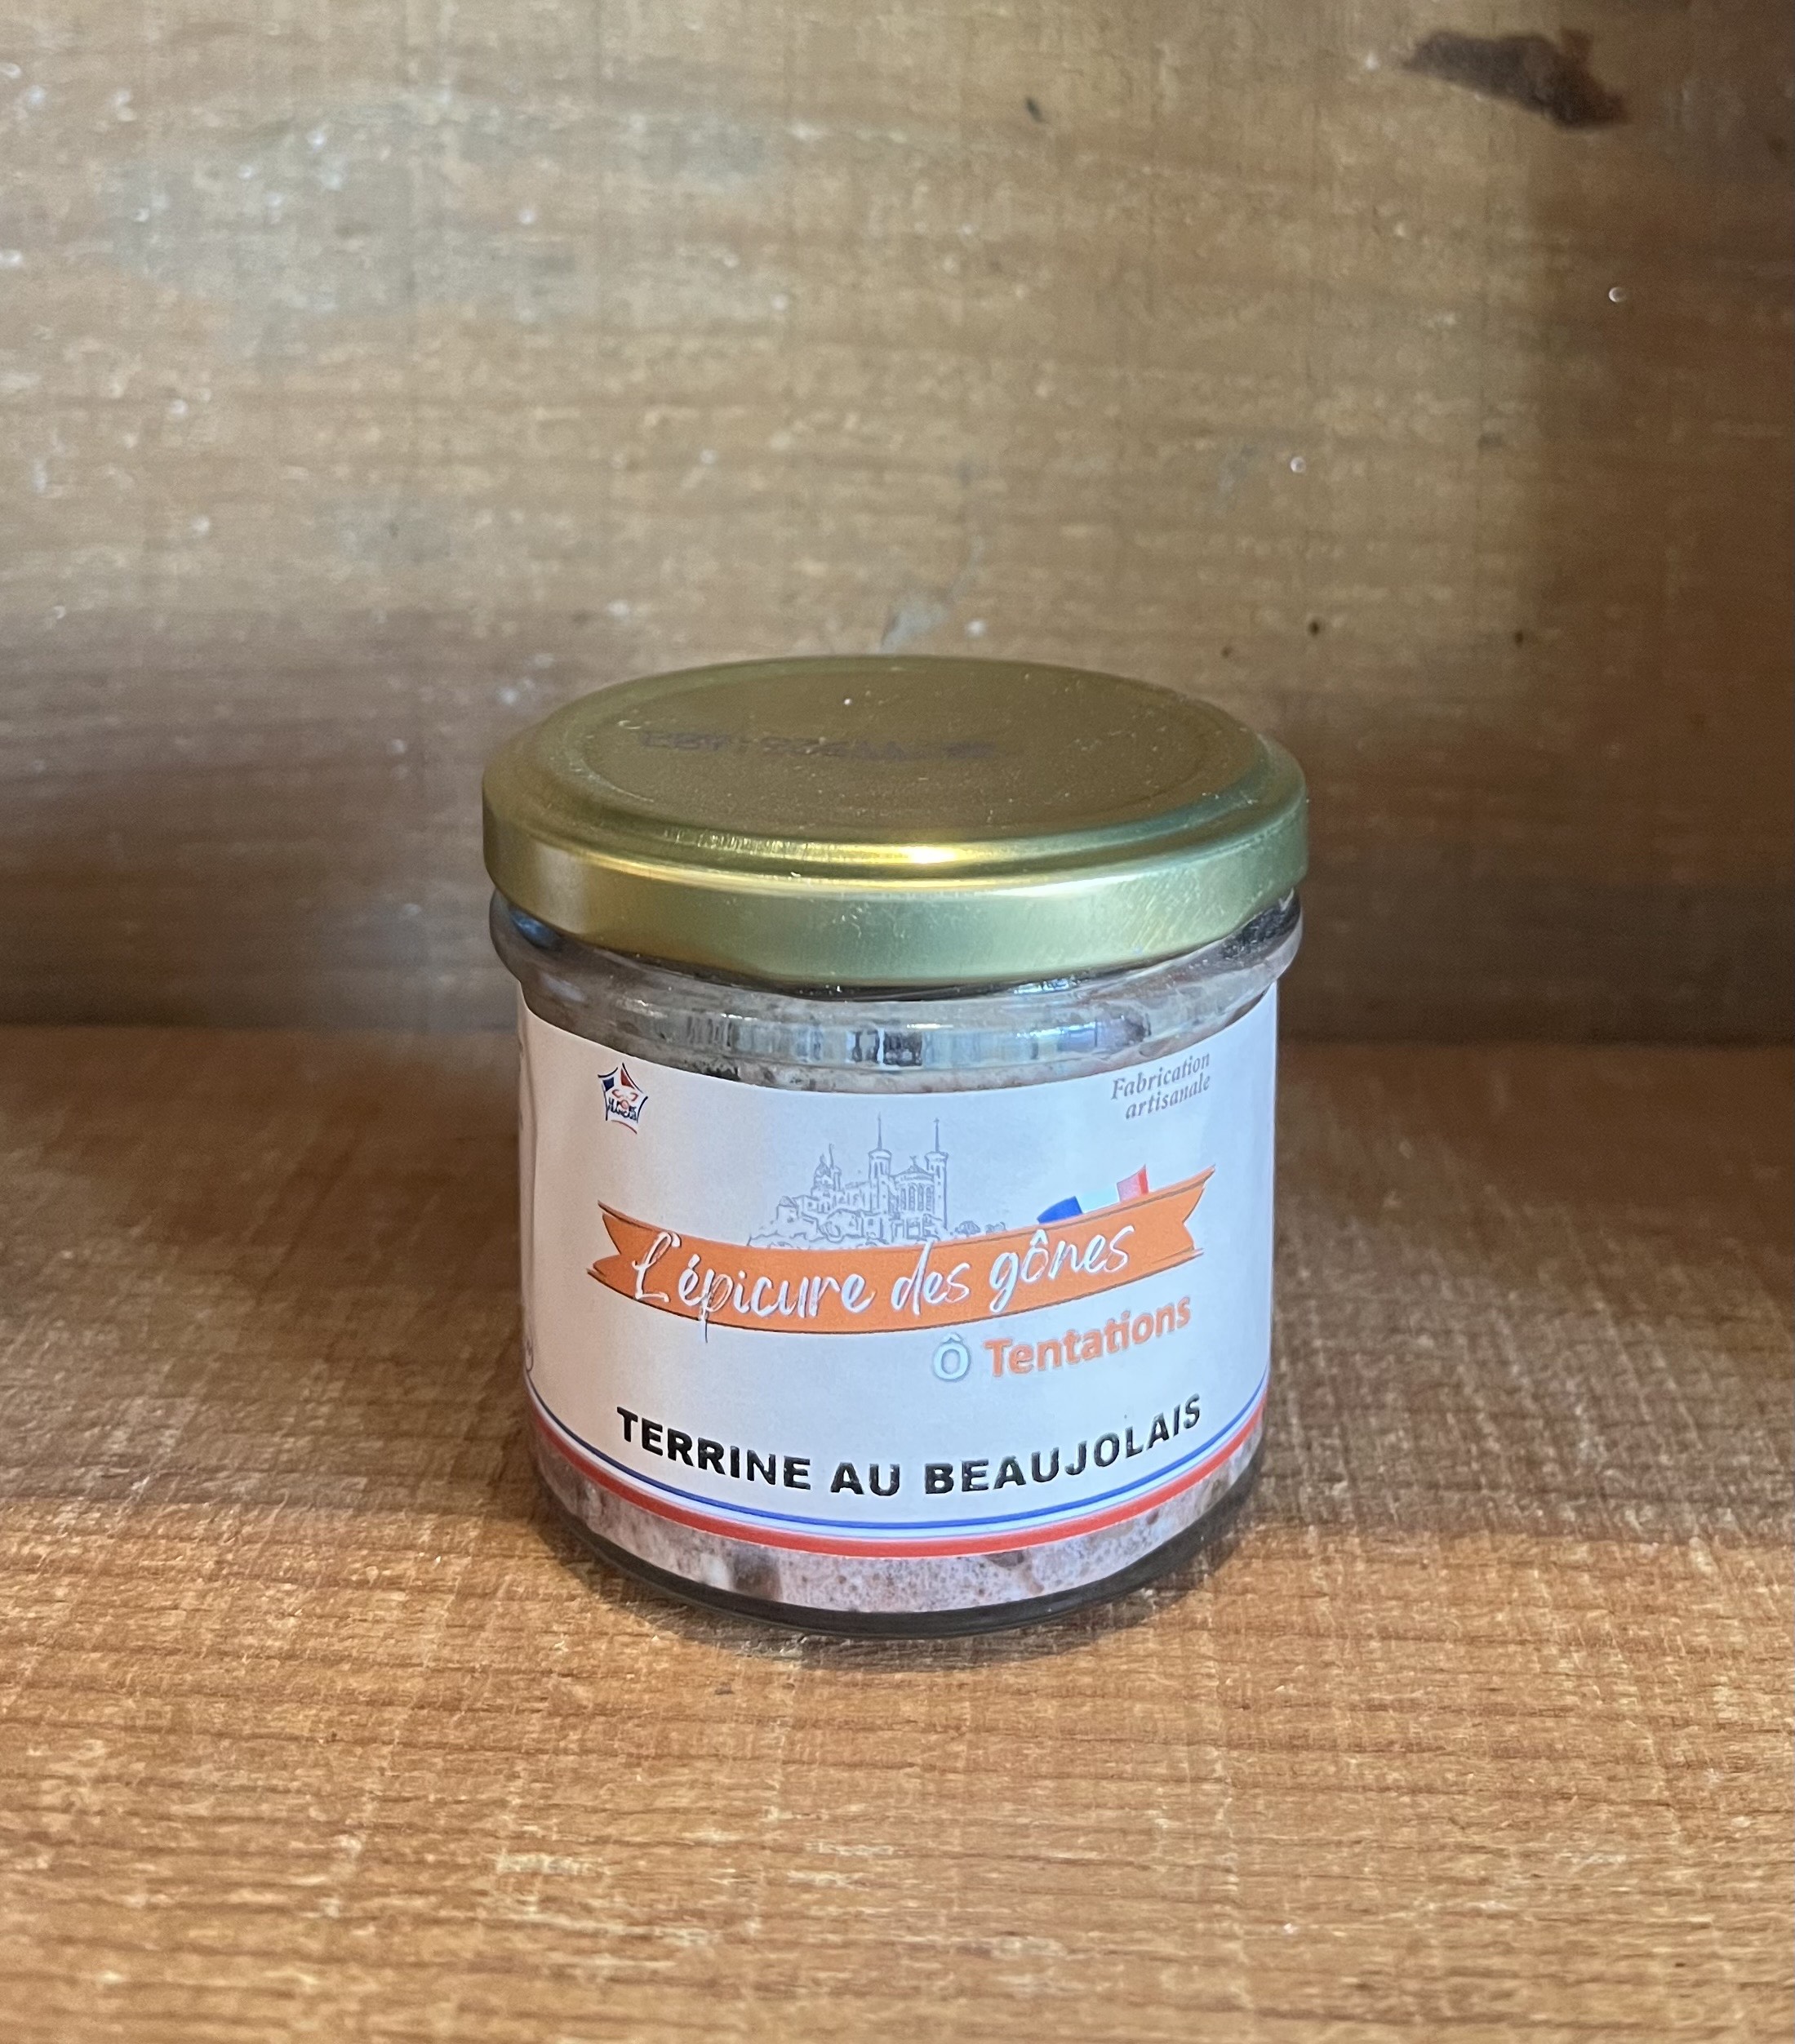 Fabrication
artisanale
L'épicure des gônes
Ô Tentations
TERRINE AU BEAUJOLAIS